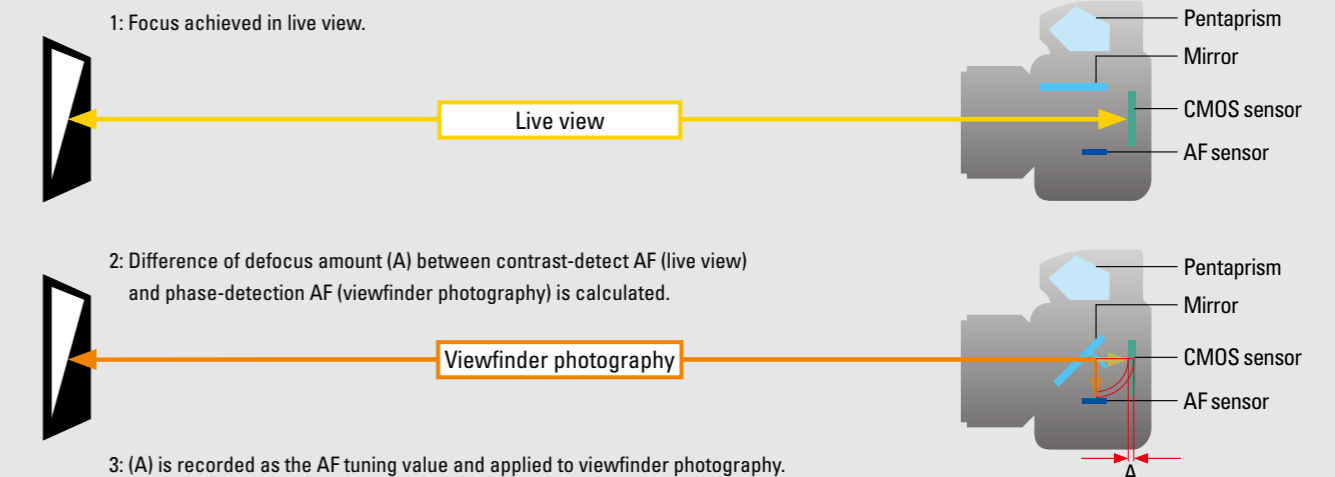 1: Focus achieved in live view.
Pentaprism
Mirror
Live view
CMOS sensor
AF sensor
2: Difference of defocus amount (A) between contrast-detect AF (live view)
and phase-detection AF (viewfinder photography) is calculated.
Pentaprism
Mirror
Viewfinder photography
CMOS sensor
AF sensor
3: (A) is recorded as the AF tuning value and applied to viewfinder photography.
A